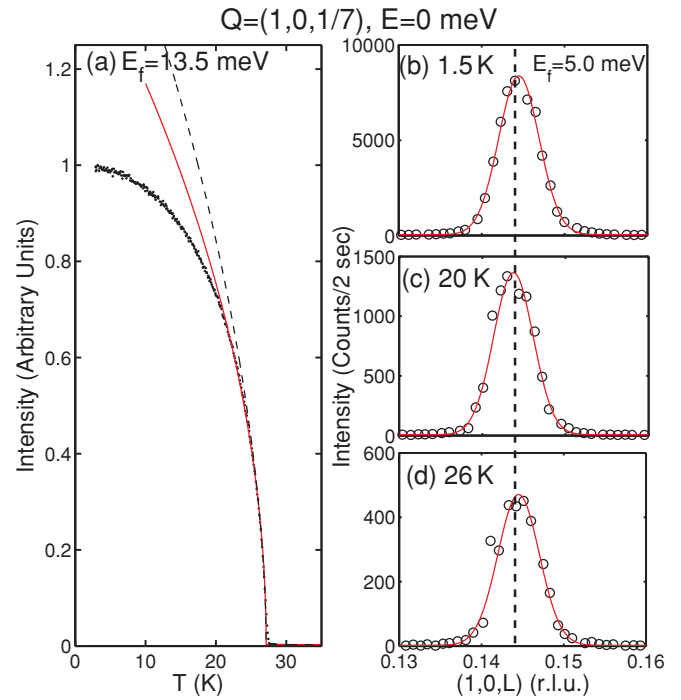 Q=(1,0,1/7), E=0 meV
(a) E_f=13.5 meV
Intensity (Arbitrary Units)
1.2
1
0.8
0.6
0.4
0.2
0
0 10 20 30
T (K)
(b) 1.5 K E_f=5.0 meV
10000
5000
0
(c) 20 K
Intensity (Counts/2 sec)
1500
1000
500
0
(d) 26 K
600
400
200
0
0.13 0.14 0.15 0.16
(1,0,L) (r.l.u.)